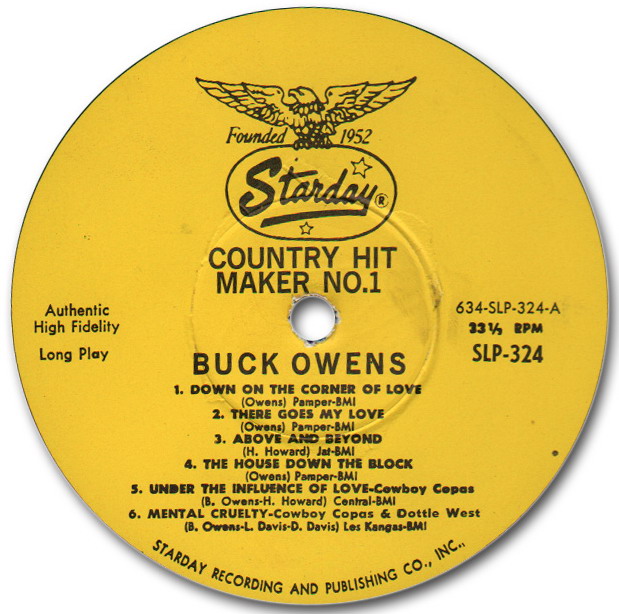 Founded 1952
Starday®
COUNTRY HIT
MAKER NO.1
Authentic
High Fidelity
Long Play
634-SLP-324-A
33⅓ RPM
SLP-324
BUCK OWENS
1. DOWN ON THE CORNER OF LOVE
(Owens) Pamper-BMI
2. THERE GOES MY LOVE
(Owens) Pamper-BMI
3. ABOVE AND BEYOND
(H. Howard) Jat-BMI
4. THE HOUSE DOWN THE BLOCK
(Owens) Pamper-BMI
5. UNDER THE INFLUENCE OF LOVE-Cowboy Copas
(B. Owens-H. Howard) Central-BMI
6. MENTAL CRUELTY-Cowboy Copas & Dottie West
(B. Owens-L. Davis-D. Davis) Les Kangas-BMI
STARDAY RECORDING AND PUBLISHING CO., INC.,